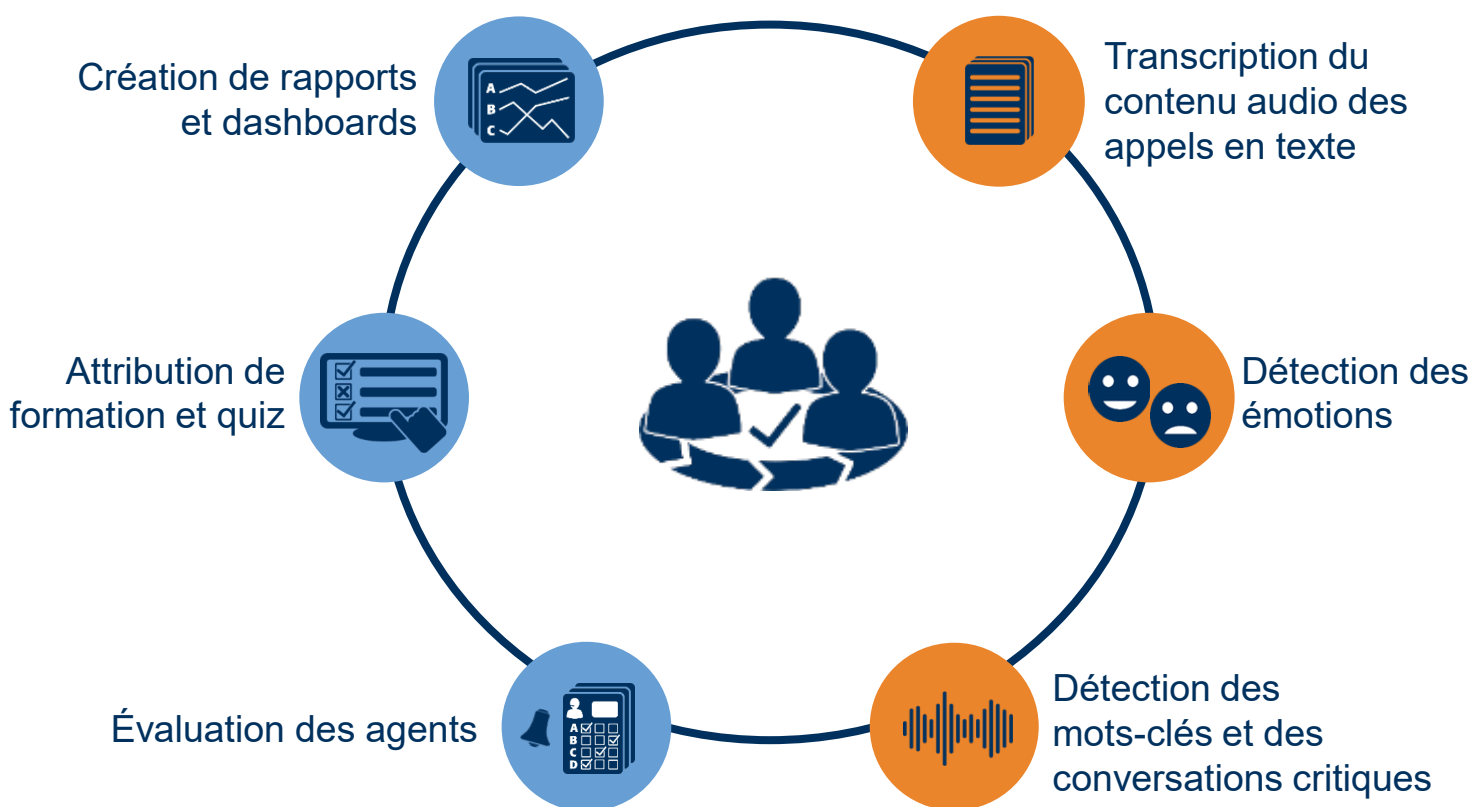 Création de rapports
et dashboards
Transcription du
contenu audio des
appels en texte
A
B
C
Attribution de
formation et quiz
Détection des
émotions
Évaluation des agents
A
B
C
D
Détection des
mots-clés et des
conversations critiques